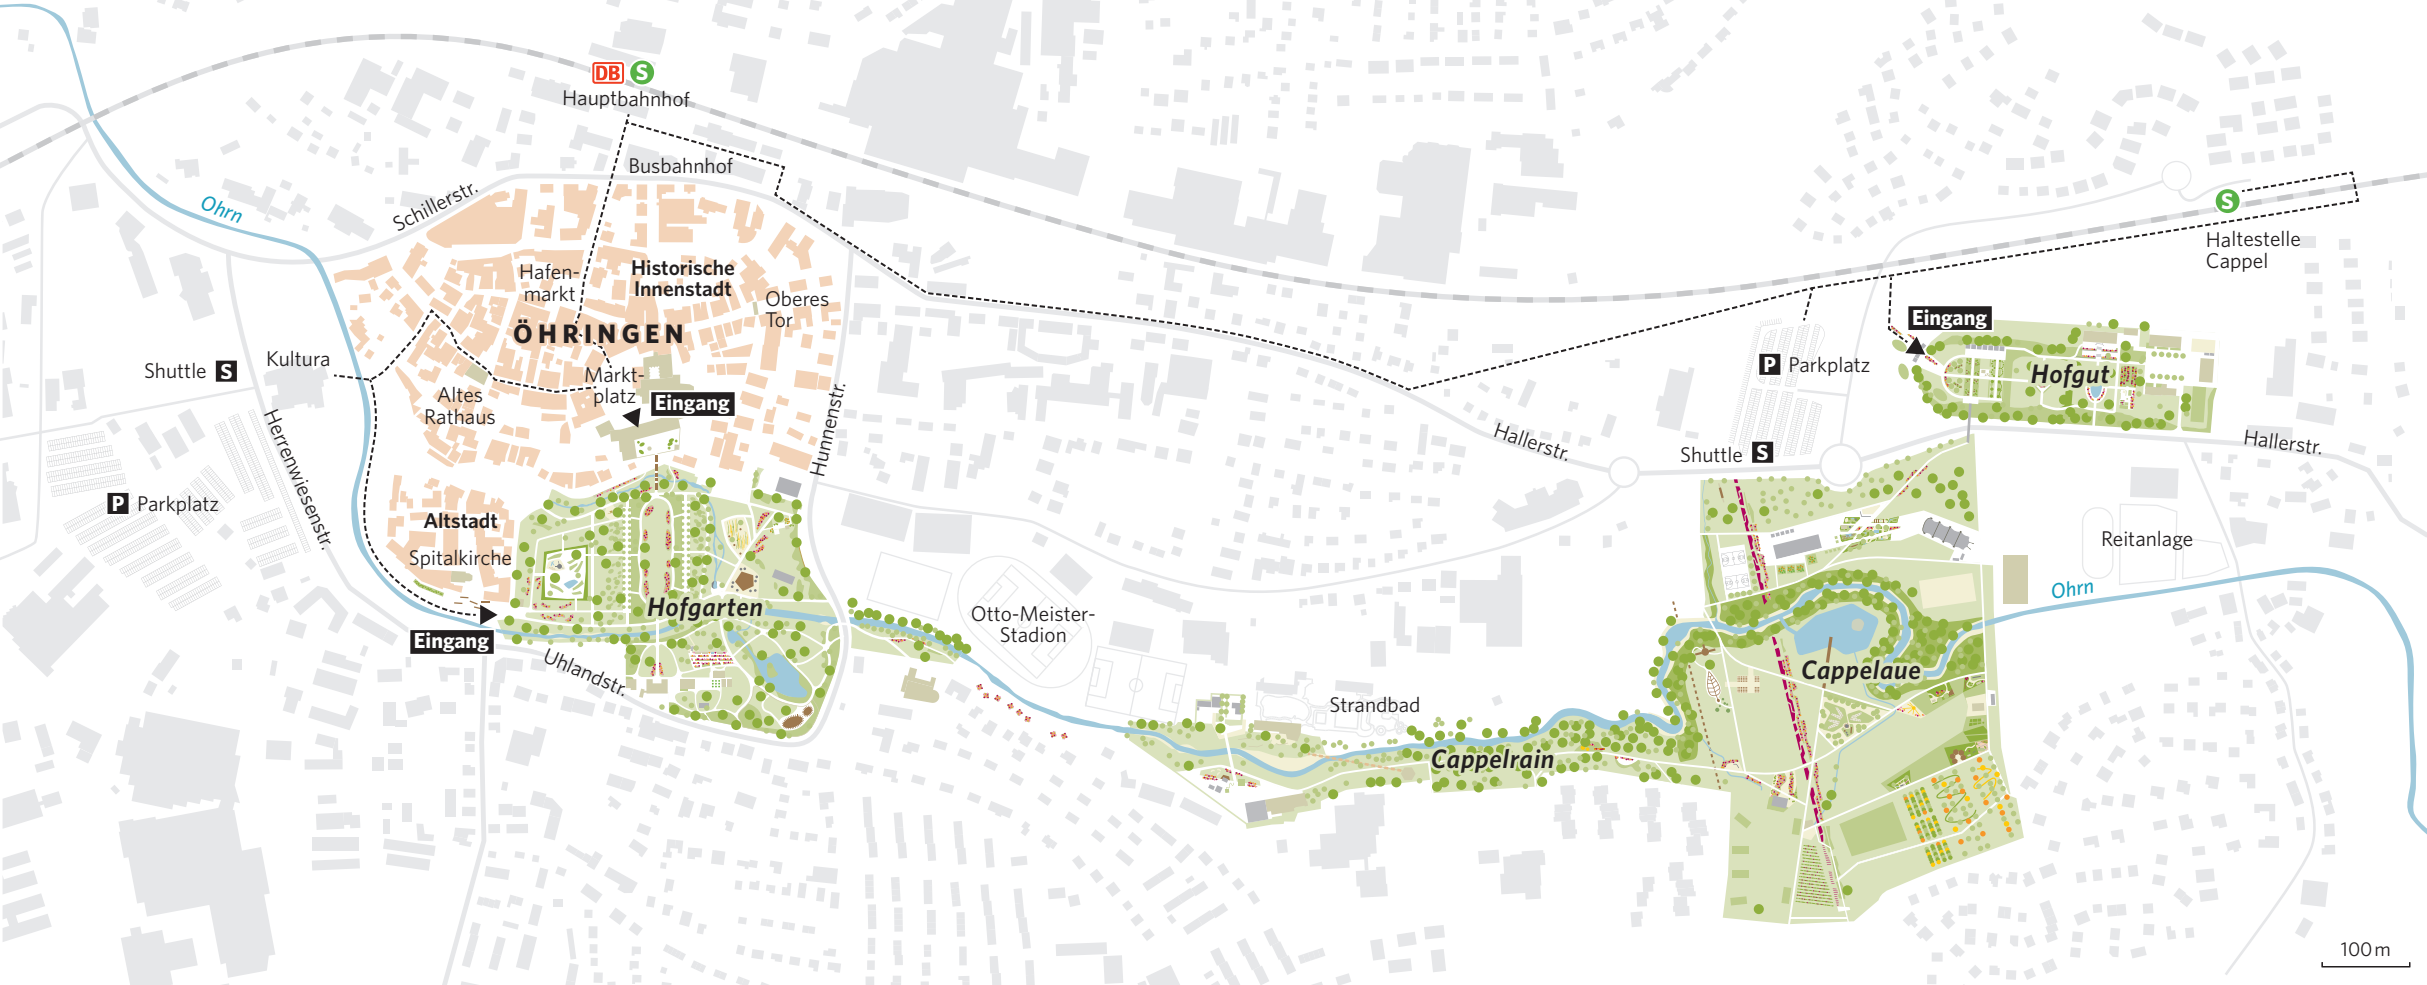 DB S
Hauptbahnhof
Busbahnhof
Schillerstr.
Ohrn
S
Haltestelle
Cappel
Hafen-
markt
Historische
Innenstadt
Oberes
Tor
ÖHRINGEN
Eingang
Shuttle S
Kultura
Markt-
platz
Eingang
P Parkplatz
Hofgut
Altes
Rathaus
Hunnenstr.
Herrenwiesenstr.
Hallerstr.
Shuttle S
Hallerstr.
P Parkplatz
Altstadt
Spitalkirche
Reitanlage
Ohrn
Hofgarten
Otto-Meister-
Stadion
Eingang
Uhlandstr.
Cappelaue
Strandbad
Cappelrain
100 m